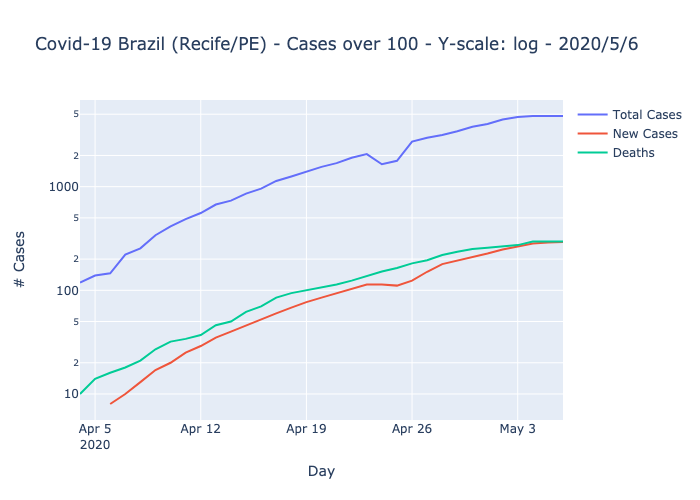 Covid-19 Brazil (Recife/PE) - Cases over 100 - Y-scale: log - 2020/5/6
Total Cases
New Cases
Deaths
# Cases
5
2
1000
5
2
100
5
2
10
Apr 5
2020
Apr 12
Apr 19
Apr 26
May 3
Day